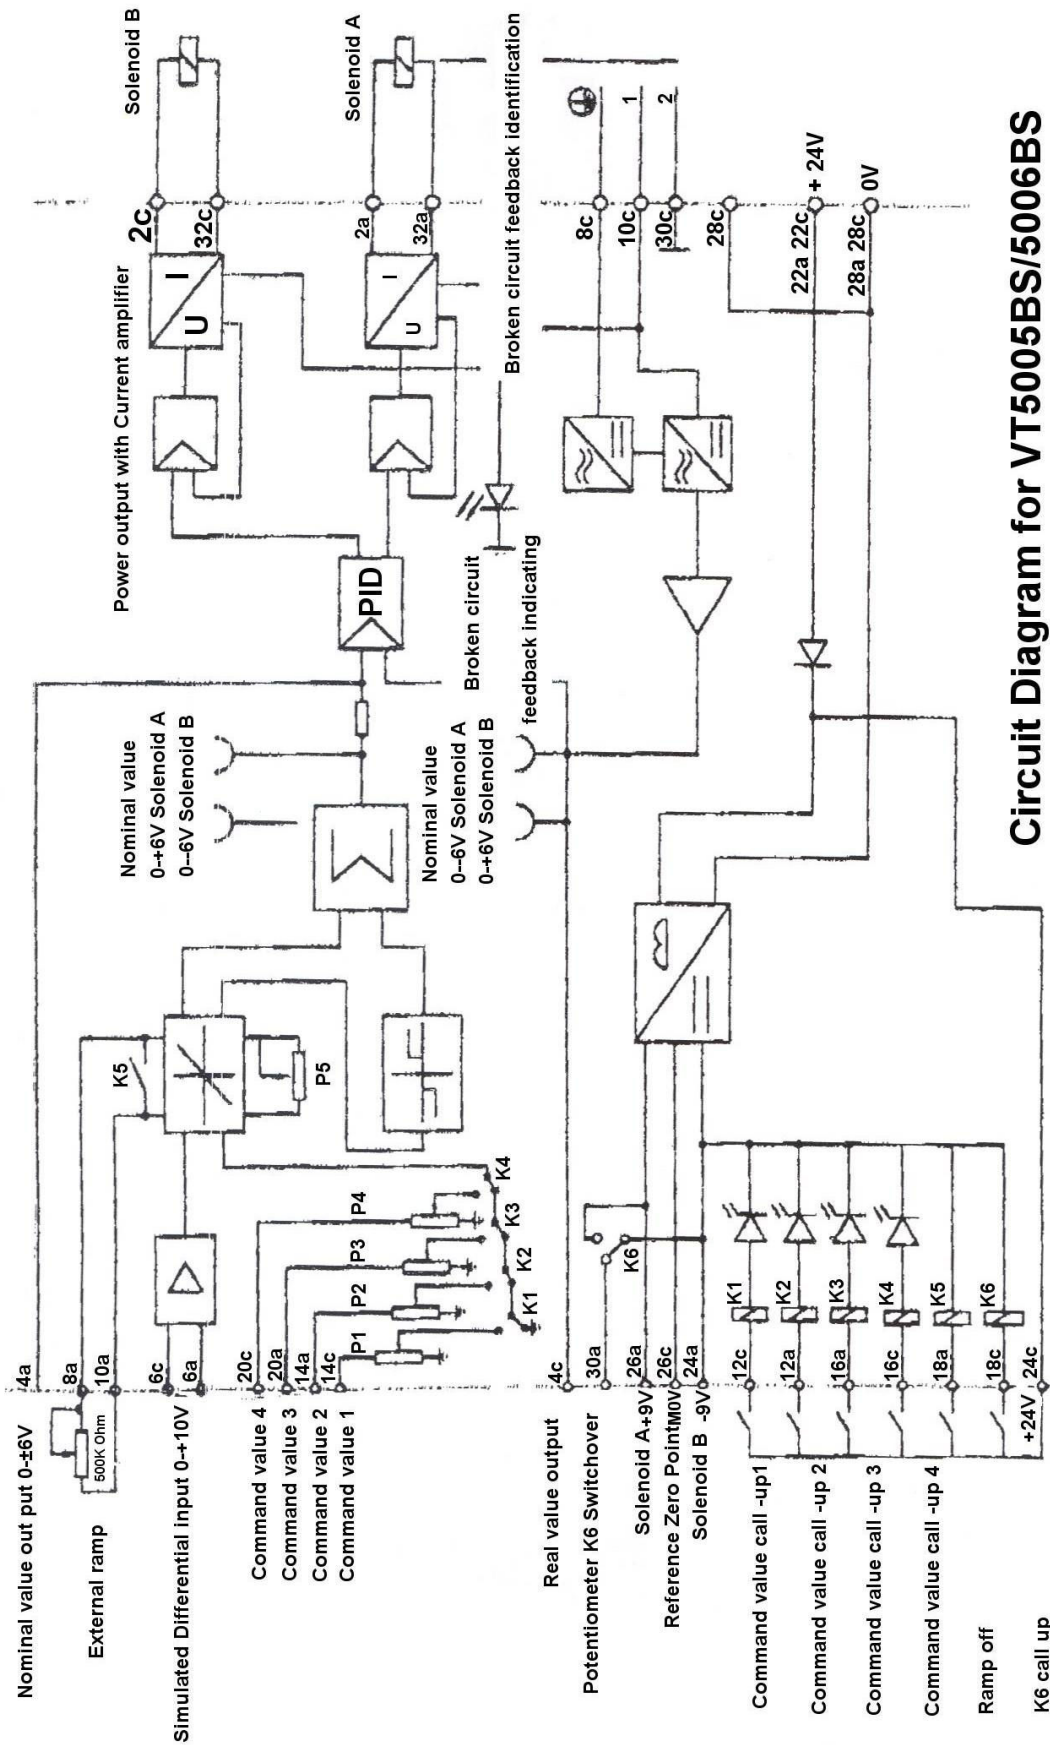 Circuit Diagram for VT5005BS/5006BS
Nominal value out put 0-±6V
4a
External ramp
500K Ohm
8a
10a
K5
P5
Simulated Differential input 0-+10V
6c
6a
Command value 4
20c
P4
Command value 3
20a
P3
Command value 2
14a
P2
Command value 1
14c
P1
K1
K2
K3
K4
Nominal value
0-+6V Solenoid A
0--6V Solenoid B
Nominal value
0--6V Solenoid A
0-+6V Solenoid B
PID
Power output with Current amplifier
U
I
U
I
2c
32c
Solenoid B
2a
32a
Solenoid A
Broken circuit feedback identification
Broken circuit
feedback indicating
Real value output
4c
Potentiometer K6 Switchover
30a
K6
Solenoid A+9V
26a
Reference Zero PointM0V
26c
Solenoid B -9V
24a
8c
10c
1
30c
2
28c
22a 22c
+ 24V
28a 28c
0V
Command value call -up1
12c
K1
Command value call -up 2
12a
K2
Command value call -up 3
16a
K3
Command value call -up 4
16c
K4
Ramp off
18a
K5
K6 call up
18c
K6
+24V
24c